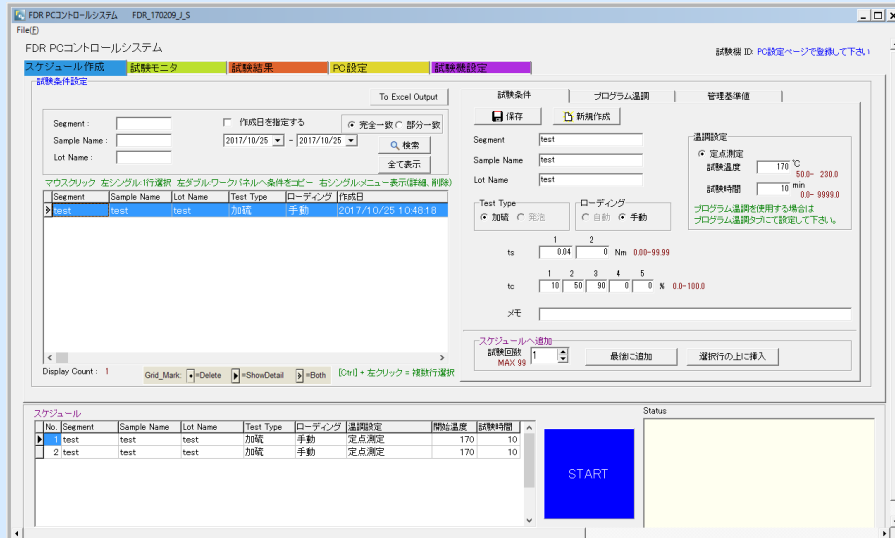 FDR PCコントロールシステム FDR_170209_J_S
File(F)
FDR PCコントロールシステム
試験機 ID: PC設定ページで登録して下さい
スケジュール作成 試験モニタ 試験結果 PC設定 試験機設定
試験条件設定
To Excel Output
Segment :
Sample Name :
Lot Name :
作成日を指定する
2017/10/25 - 2017/10/25
完全一致 部分一致
検索
全て表示
マウスクリック 左シングル:1行選択 左ダブル:ワークパネルへ条件をコピー 右シングル:メニュー表示(詳細、削除)
Segment Sample Name Lot Name Test Type ローディング 作成日
test test test 加硫 手動 2017/10/25 10:48:18
Display Count : 1
Grid_Mark: =Delete =ShowDetail =Both
[Ctrl] + 左クリック = 複数行選択
試験条件 プログラム温調 管理基準値
保存 新規作成
Segment test
Sample Name test
Lot Name test
温調設定
定点測定
試験温度 170 ℃
50.0- 230.0
試験時間 10 min
0.0- 9999.0
プログラム温調を使用する場合は
プログラム温調タブにて設定して下さい。
Test Type
加硫 発泡
ローディング
自動 手動
1 2
ts 0.04 0 Nm 0.00-99.99
1 2 3 4 5
tc 10 50 90 0 0 % 0.0-100.0
メモ
スケジュールへ追加
試験回数 1
MAX 99
最後に追加 選択行の上に挿入
スケジュール
No. Segment Sample Name Lot Name Test Type ローディング 温調設定 開始温度 試験時間
1 test test test 加硫 手動 定点測定 170 10
2 test test test 加硫 手動 定点測定 170 10
START
Status